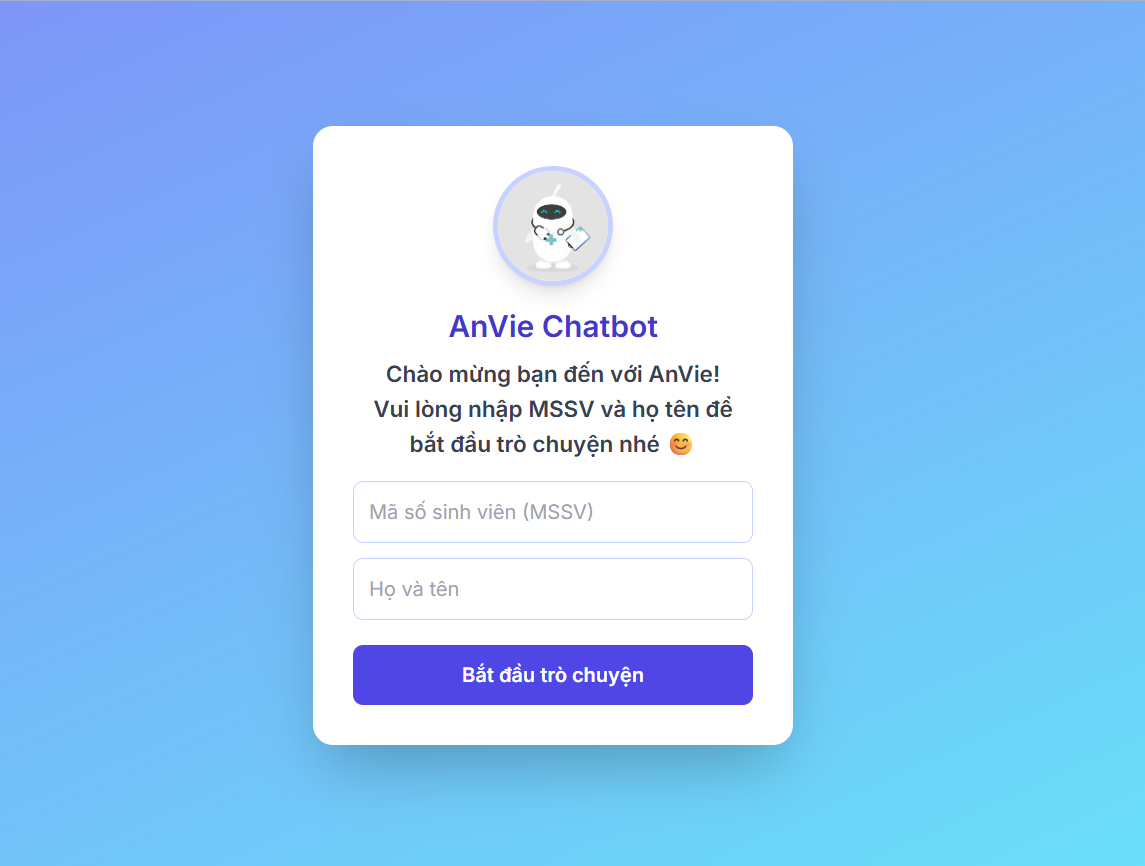 AnVie Chatbot
Chào mừng bạn đến với AnVie!
Vui lòng nhập MSSV và họ tên để
bắt đầu trò chuyện nhé 😊
Mã số sinh viên (MSSV)
Họ và tên
Bắt đầu trò chuyện